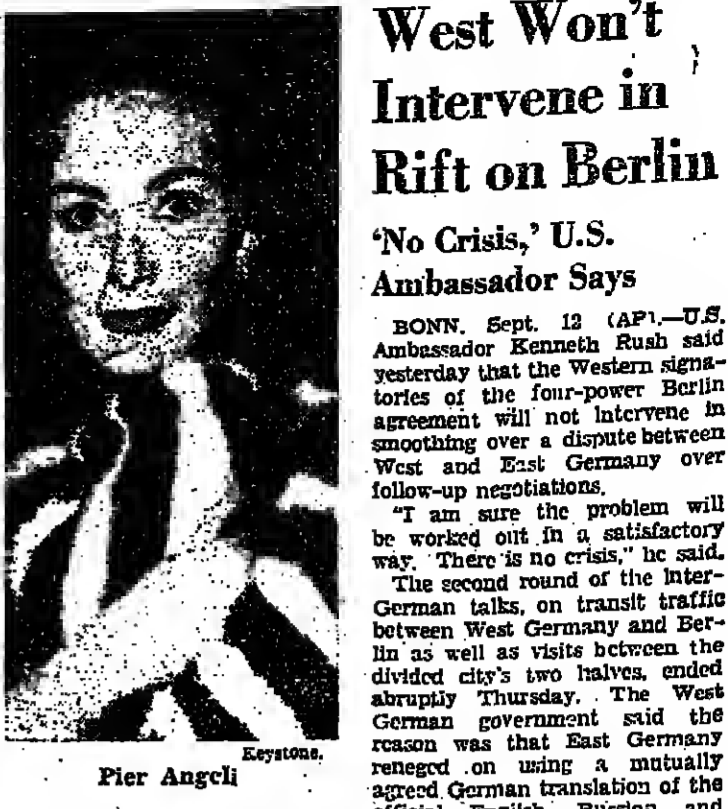 Keystone.
Pier Angeli
West Won't
Intervene in
Rift on Berlin
'No Crisis,' U.S.
Ambassador Says
BONN. Sept. 12 (AP).—U.S.
Ambassador Kenneth Rush said
yesterday that the Western signa-
tories of the four-power Berlin
agreement will not intervene in
smoothing over a dispute between
West and East Germany over
follow-up negotiations.
"I am sure the problem will
be worked out in a satisfactory
way. There is no crisis," he said.
The second round of the inter-
German talks, on transit traffic
between West Germany and Ber-
lin as well as visits between the
divided city's two halves, ended
abruptly Thursday. The West
German government said the
reason was that East Germany
reneged on using a mutually
agreed German translation of the